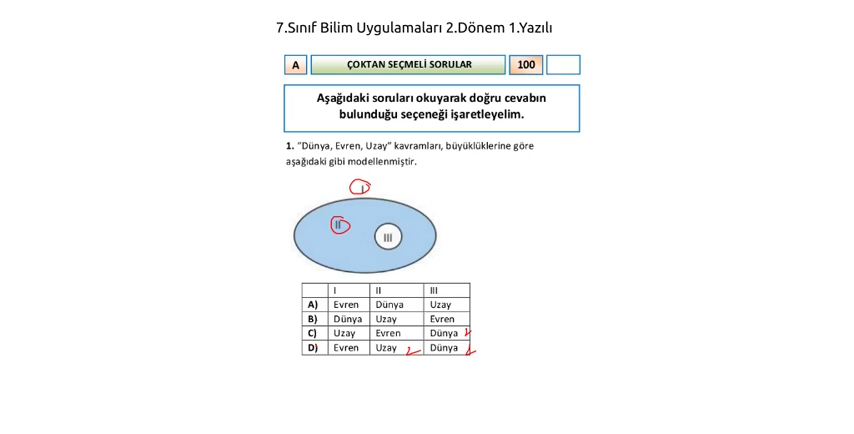 7.Sınıf Bilim Uygulamaları 2.Dönem 1.Yazılı
A ÇOKTAN SEÇMELİ SORULAR 100
Aşağıdaki soruları okuyarak doğru cevabın
bulunduğu seçeneği işaretleyelim.
1. “Dünya, Evren, Uzay” kavramları, büyüklüklerine göre
aşağıdaki gibi modellenmiştir.
I
II
III
I II III
A) Evren Dünya Uzay
B) Dünya Uzay Evren
C) Uzay Evren Dünya
D) Evren Uzay Dünya